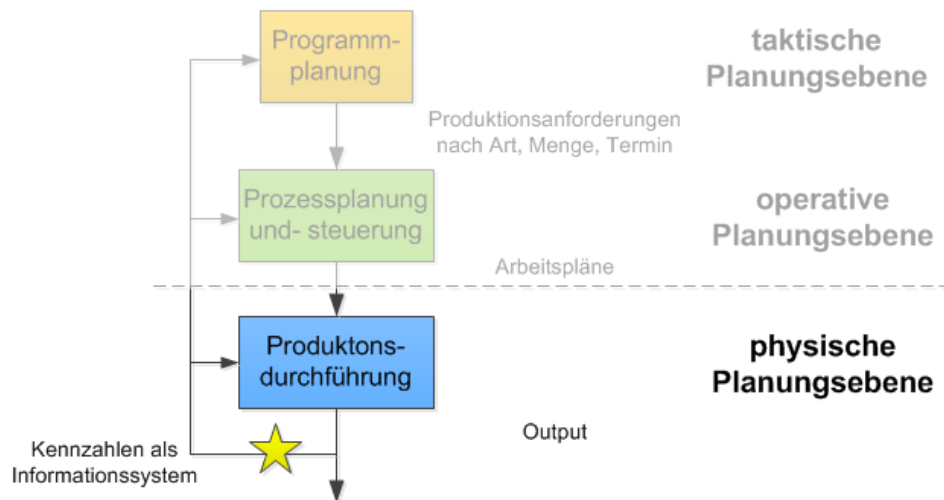 Programm-
planung
taktische
Planungsebene
Produktionsanforderungen
nach Art, Menge, Termin
Prozessplanung
und- steuerung
operative
Planungsebene
Arbeitspläne
Produktons-
durchführung
physische
Planungsebene
Output
Kennzahlen als
Informationssystem